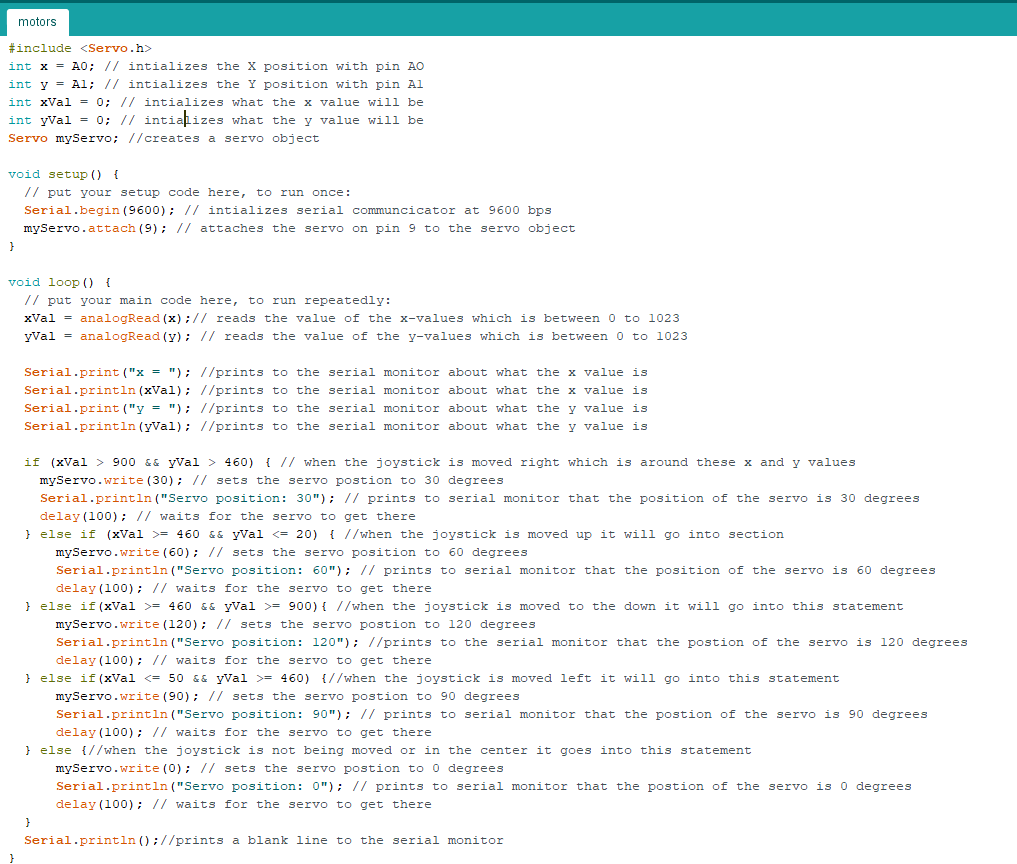 motors
#include <Servo.h>
int x = A0; // intializes the X position with pin AO
int y = A1; // intializes the Y position with pin A1
int xVal = 0; // intializes what the x value will be
int yVal = 0; // intializes what the y value will be
Servo myServo; //creates a servo object
void setup() {
// put your setup code here, to run once:
Serial.begin(9600); // intializes serial communcicator at 9600 bps
myServo.attach(9); // attaches the servo on pin 9 to the servo object
}
void loop() {
// put your main code here, to run repeatedly:
xVal = analogRead(x);// reads the value of the x-values which is between 0 to 1023
yVal = analogRead(y); // reads the value of the y-values which is between 0 to 1023
Serial.print("x = "); //prints to the serial monitor about what the x value is
Serial.println(xVal); //prints to the serial monitor about what the x value is
Serial.print("y = "); //prints to the serial monitor about what the y value is
Serial.println(yVal); //prints to the serial monitor about what the y value is
if (xVal > 900 && yVal > 460) { // when the joystick is moved right which is around these x and y values
myServo.write(30); // sets the servo postion to 30 degrees
Serial.println("Servo position: 30"); // prints to serial monitor that the position of the servo is 30 degrees
delay(100); // waits for the servo to get there
} else if (xVal >= 460 && yVal <= 20) { //when the joystick is moved up it will go into section
myServo.write(60); // sets the servo position to 60 degrees
Serial.println("Servo position: 60"); // prints to serial monitor that the position of the servo is 60 degrees
delay(100); // waits for the servo to get there
} else if(xVal >= 460 && yVal >= 900){ //when the joystick is moved to the down it will go into this statement
myServo.write(120); // sets the servo postion to 120 degrees
Serial.println("Servo position: 120"); //prints to the serial monitor that the postion of the servo is 120 degrees
delay(100); // waits for the servo to get there
} else if(xVal <= 50 && yVal >= 460) {//when the joystick is moved left it will go into this statement
myServo.write(90); // sets the servo postion to 90 degrees
Serial.println("Servo position: 90"); // prints to serial monitor that the postion of the servo is 90 degrees
delay(100); // waits for the servo to get there
} else {//when the joystick is not being moved or in the center it goes into this statement
myServo.write(0); // sets the servo postion to 0 degrees
Serial.println("Servo position: 0"); // prints to serial monitor that the postion of the servo is 0 degrees
delay(100); // waits for the servo to get there
}
Serial.println();//prints a blank line to the serial monitor
}